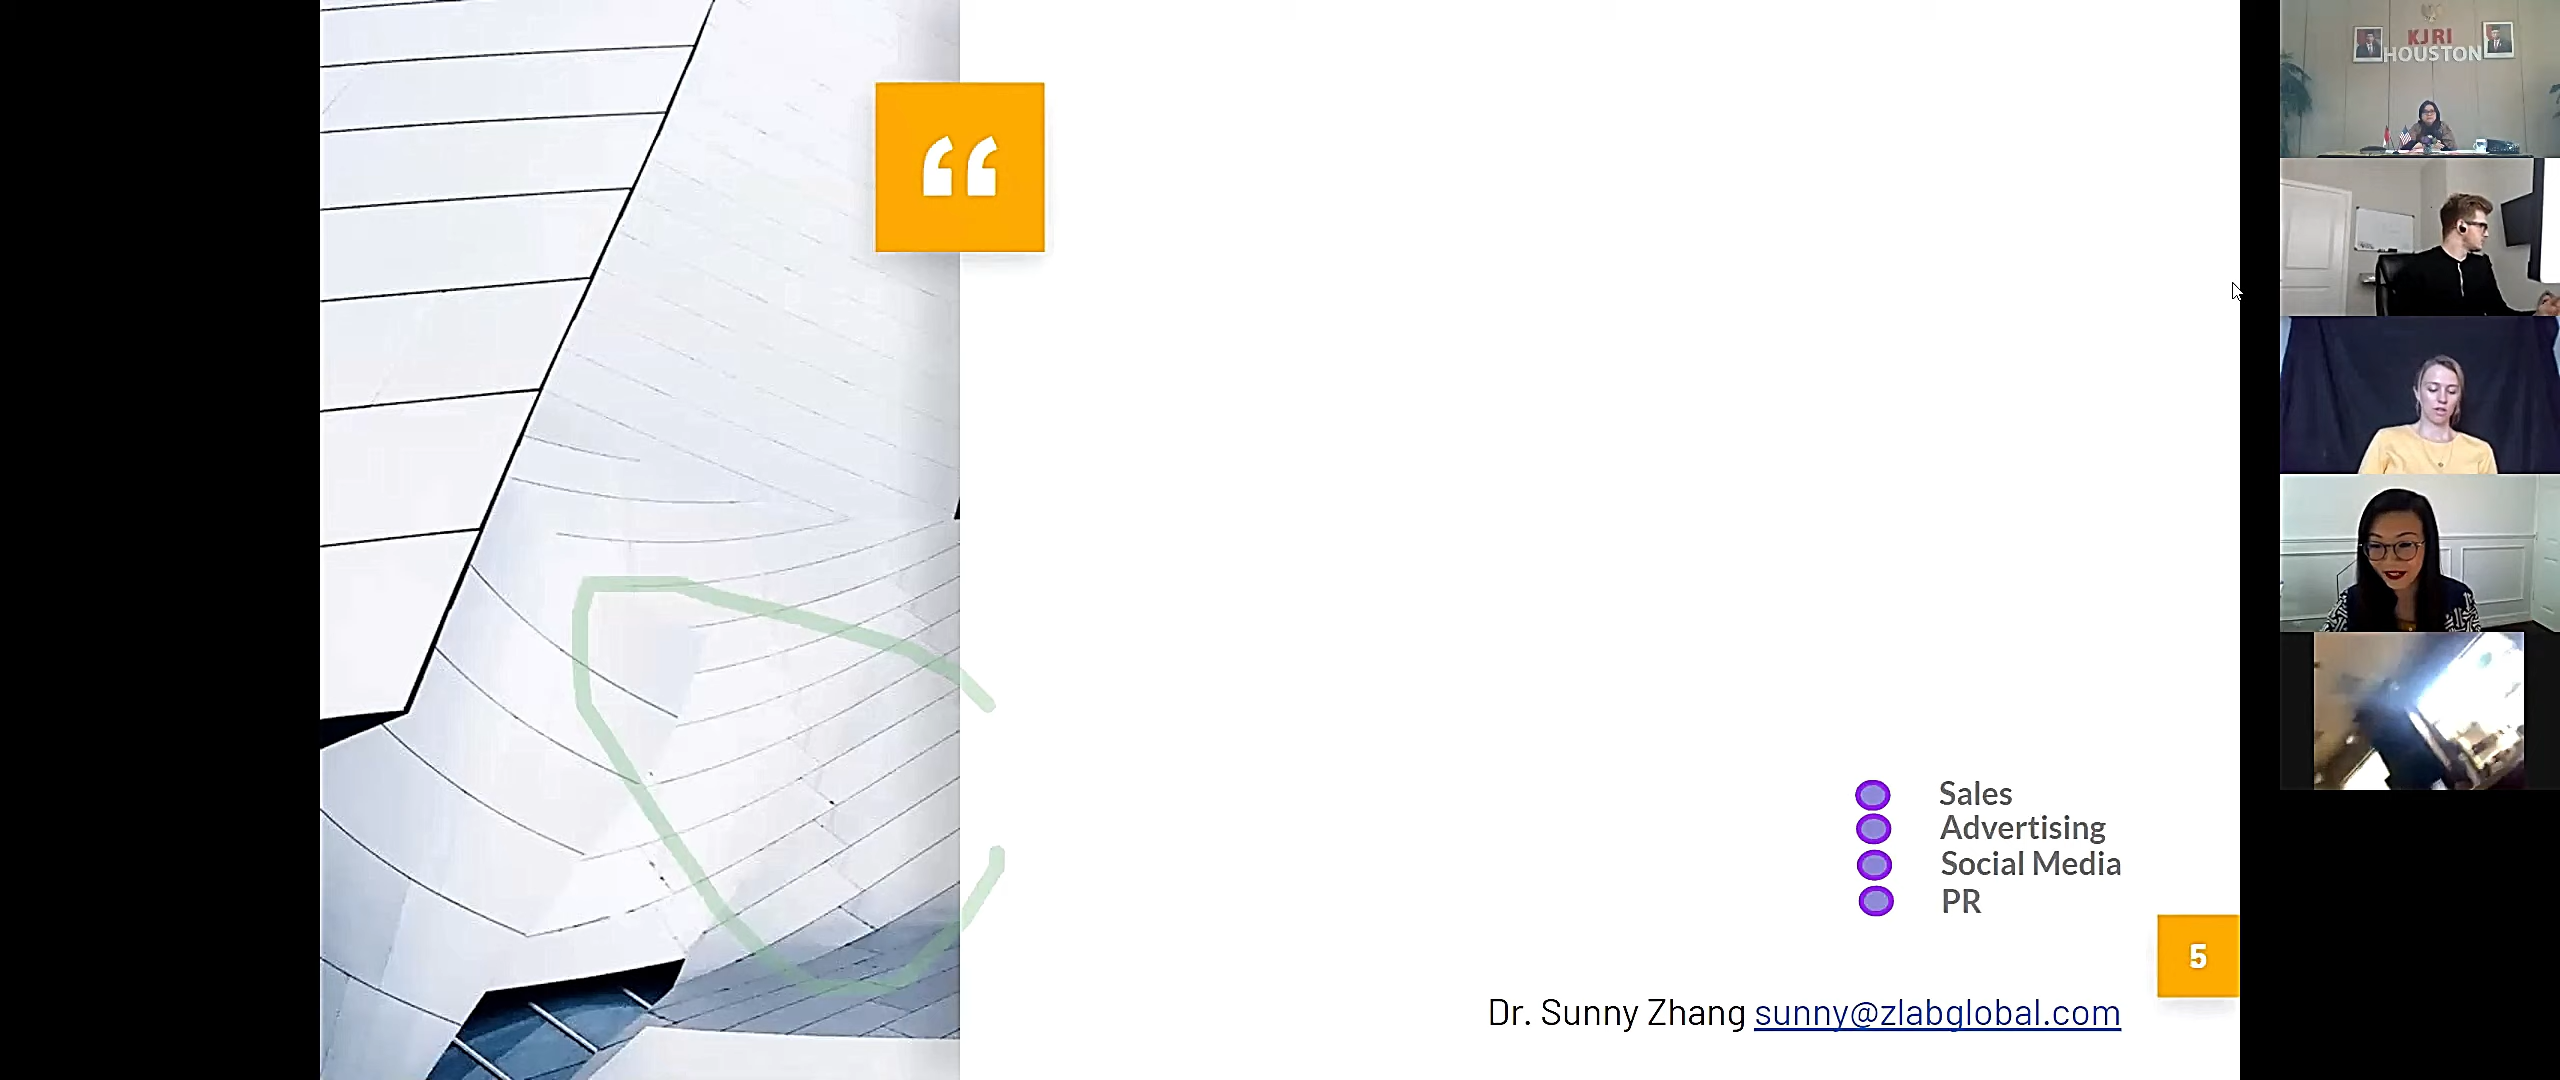 “
Sales
Advertising
Social Media
PR
5
Dr. Sunny Zhang sunny@zlabglobal.com
KJRI
HOUSTON